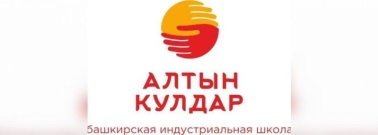 АЛТЫН
КУЛДАР
башкирская индустриальная школа